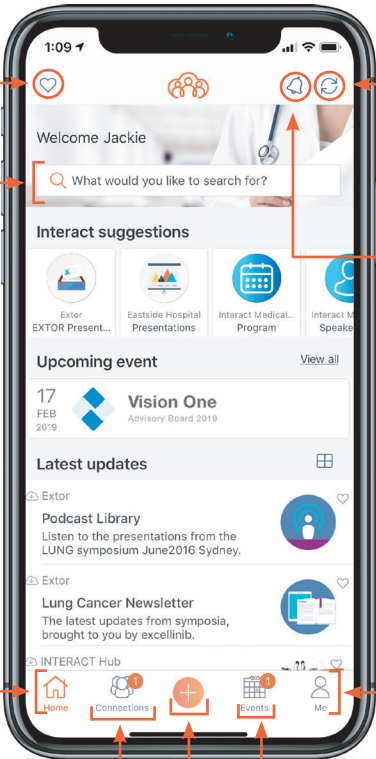 1:09
Welcome Jackie
What would you like to search for?
Interact suggestions
Extor
EXTOR Present...
Eastside Hospital
Presentations
Interact Medical...
Program
Interact M
Speake
Upcoming event
View all
17
FEB
2019
Vision One
Advisory Board 2019
Latest updates
Extor
Podcast Library
Listen to the presentations from the
LUNG symposium June2016 Sydney.
Extor
Lung Cancer Newsletter
The latest updates from symposia,
brought to you by excellinib.
INTERACT Hub
1
1
Home
Connections
Events
Me